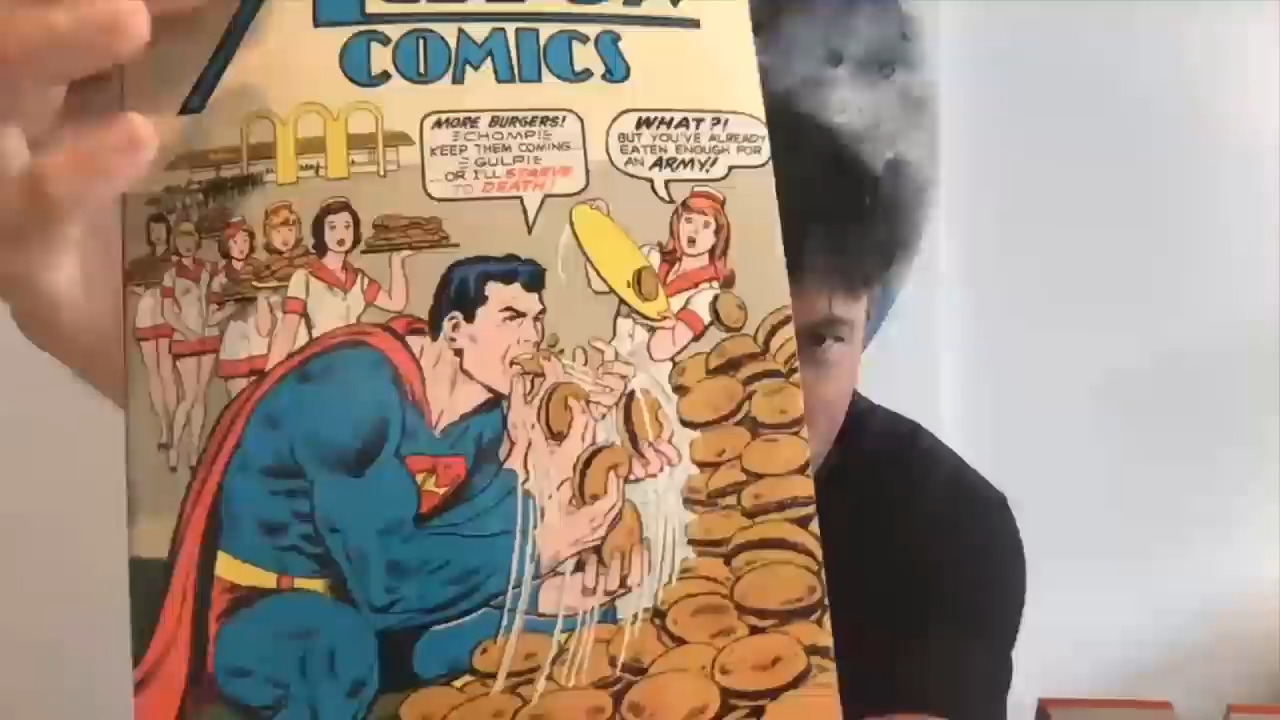 COMICS
MORE BURGERS!
CHOMP!
KEEP THEM COMING...
GULP!
...OR I'LL STARVE
TO DEATH!
WHAT?!
BUT YOU'VE ALREADY
EATEN ENOUGH FOR
AN ARMY!